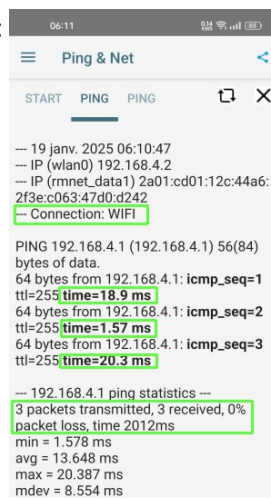 :
06:11
Ping & Net
START PING PING
--- 19 janv. 2025 06:10:47
--- IP (wlan0) 192.168.4.2
--- IP (rmnet_data1) 2a01:cd01:12c:44a6:
2f3e:c063:47d0:d242
--- Connection: WIFI
PING 192.168.4.1 (192.168.4.1) 56(84)
bytes of data.
64 bytes from 192.168.4.1: icmp_seq=1
ttl=255 time=18.9 ms
64 bytes from 192.168.4.1: icmp_seq=2
ttl=255 time=1.57 ms
64 bytes from 192.168.4.1: icmp_seq=3
ttl=255 time=20.3 ms
--- 192.168.4.1 ping statistics ---
3 packets transmitted, 3 received, 0%
packet loss, time 2012ms
min = 1.578 ms
avg = 13.648 ms
max = 20.387 ms
mdev = 8.554 ms